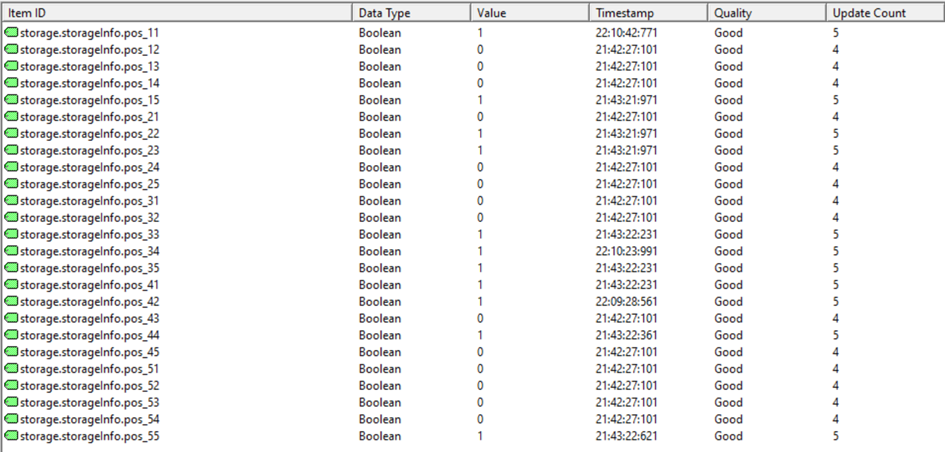 Item ID Data Type Value Timestamp Quality Update Count
storage.storageInfo.pos_11 Boolean 1 22:10:42:771 Good 5
storage.storageInfo.pos_12 Boolean 0 21:42:27:101 Good 4
storage.storageInfo.pos_13 Boolean 0 21:42:27:101 Good 4
storage.storageInfo.pos_14 Boolean 0 21:42:27:101 Good 4
storage.storageInfo.pos_15 Boolean 1 21:43:21:971 Good 5
storage.storageInfo.pos_21 Boolean 0 21:42:27:101 Good 4
storage.storageInfo.pos_22 Boolean 1 21:43:21:971 Good 5
storage.storageInfo.pos_23 Boolean 1 21:43:21:971 Good 5
storage.storageInfo.pos_24 Boolean 0 21:42:27:101 Good 4
storage.storageInfo.pos_25 Boolean 0 21:42:27:101 Good 4
storage.storageInfo.pos_31 Boolean 0 21:42:27:101 Good 4
storage.storageInfo.pos_32 Boolean 0 21:42:27:101 Good 4
storage.storageInfo.pos_33 Boolean 1 21:43:22:231 Good 5
storage.storageInfo.pos_34 Boolean 1 22:10:23:991 Good 5
storage.storageInfo.pos_35 Boolean 1 21:43:22:231 Good 5
storage.storageInfo.pos_41 Boolean 1 21:43:22:231 Good 5
storage.storageInfo.pos_42 Boolean 1 22:09:28:561 Good 5
storage.storageInfo.pos_43 Boolean 0 21:42:27:101 Good 4
storage.storageInfo.pos_44 Boolean 1 21:43:22:361 Good 5
storage.storageInfo.pos_45 Boolean 0 21:42:27:101 Good 4
storage.storageInfo.pos_51 Boolean 0 21:42:27:101 Good 4
storage.storageInfo.pos_52 Boolean 0 21:42:27:101 Good 4
storage.storageInfo.pos_53 Boolean 0 21:42:27:101 Good 4
storage.storageInfo.pos_54 Boolean 0 21:42:27:101 Good 4
storage.storageInfo.pos_55 Boolean 1 21:43:22:621 Good 5